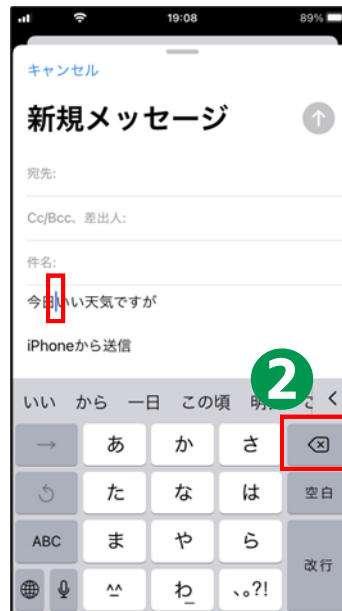 19:08 89%
キャンセル
新規メッセージ
宛先:
Cc/Bcc、差出人:
件名:
今日いい天気ですが
iPhoneから送信
2
いい から 一日 この頃
→ あ か さ
た な は 空白
ABC ま や ら 改行
^^ わ 、。?!